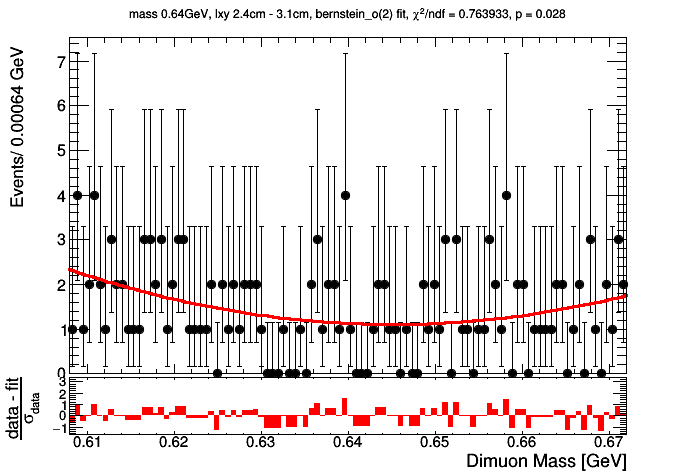 mass 0.64GeV, lxy 2.4cm - 3.1cm, bernstein_o(2) fit, χ²/ndf = 0.763933, p = 0.028
Events/ 0.00064 GeV
7
6
5
4
3
2
1
0
data - fit
σdata
3
2
1
0
−1
0.61 0.62 0.63 0.64 0.65 0.66 0.67
Dimuon Mass [GeV]